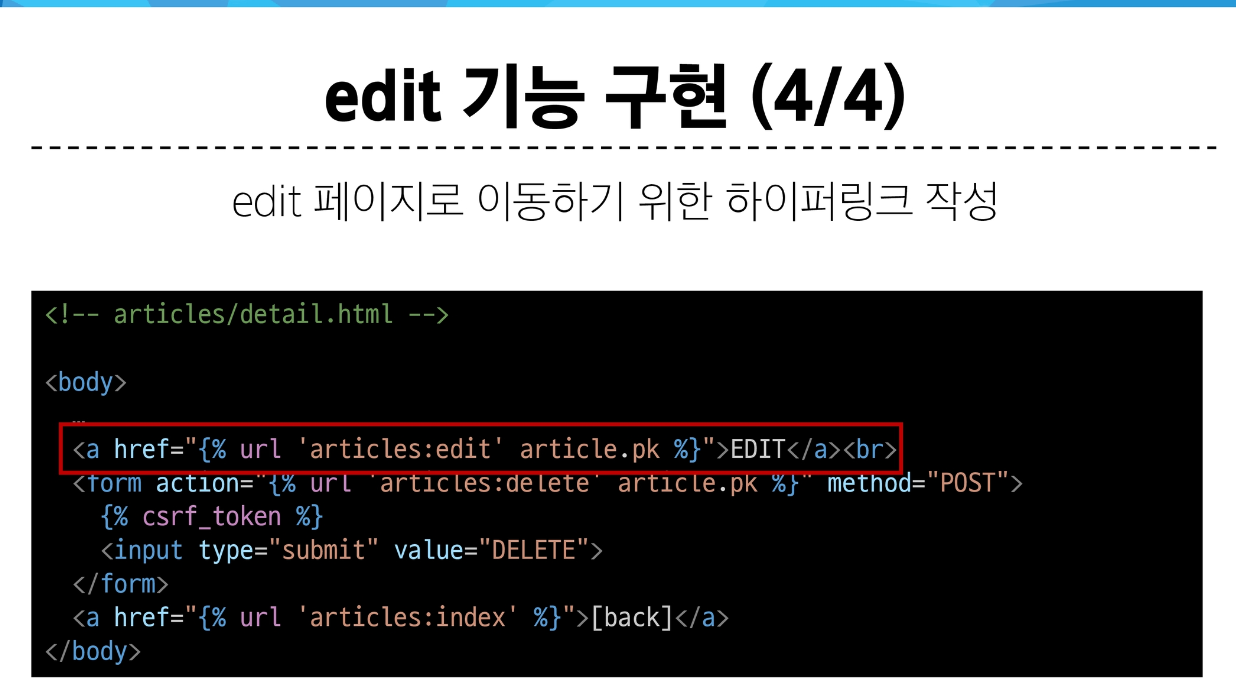 edit 기능 구현 (4/4)
edit 페이지로 이동하기 위한 하이퍼링크 작성
<!-- articles/detail.html -->
<body>
<a href="{% url 'articles:edit' article.pk %}">EDIT</a><br>
<form action="{% url 'articles:delete' article.pk %}" method="POST">
{% csrf_token %}
<input type="submit" value="DELETE">
</form>
<a href="{% url 'articles:index' %}">[back]</a>
</body>